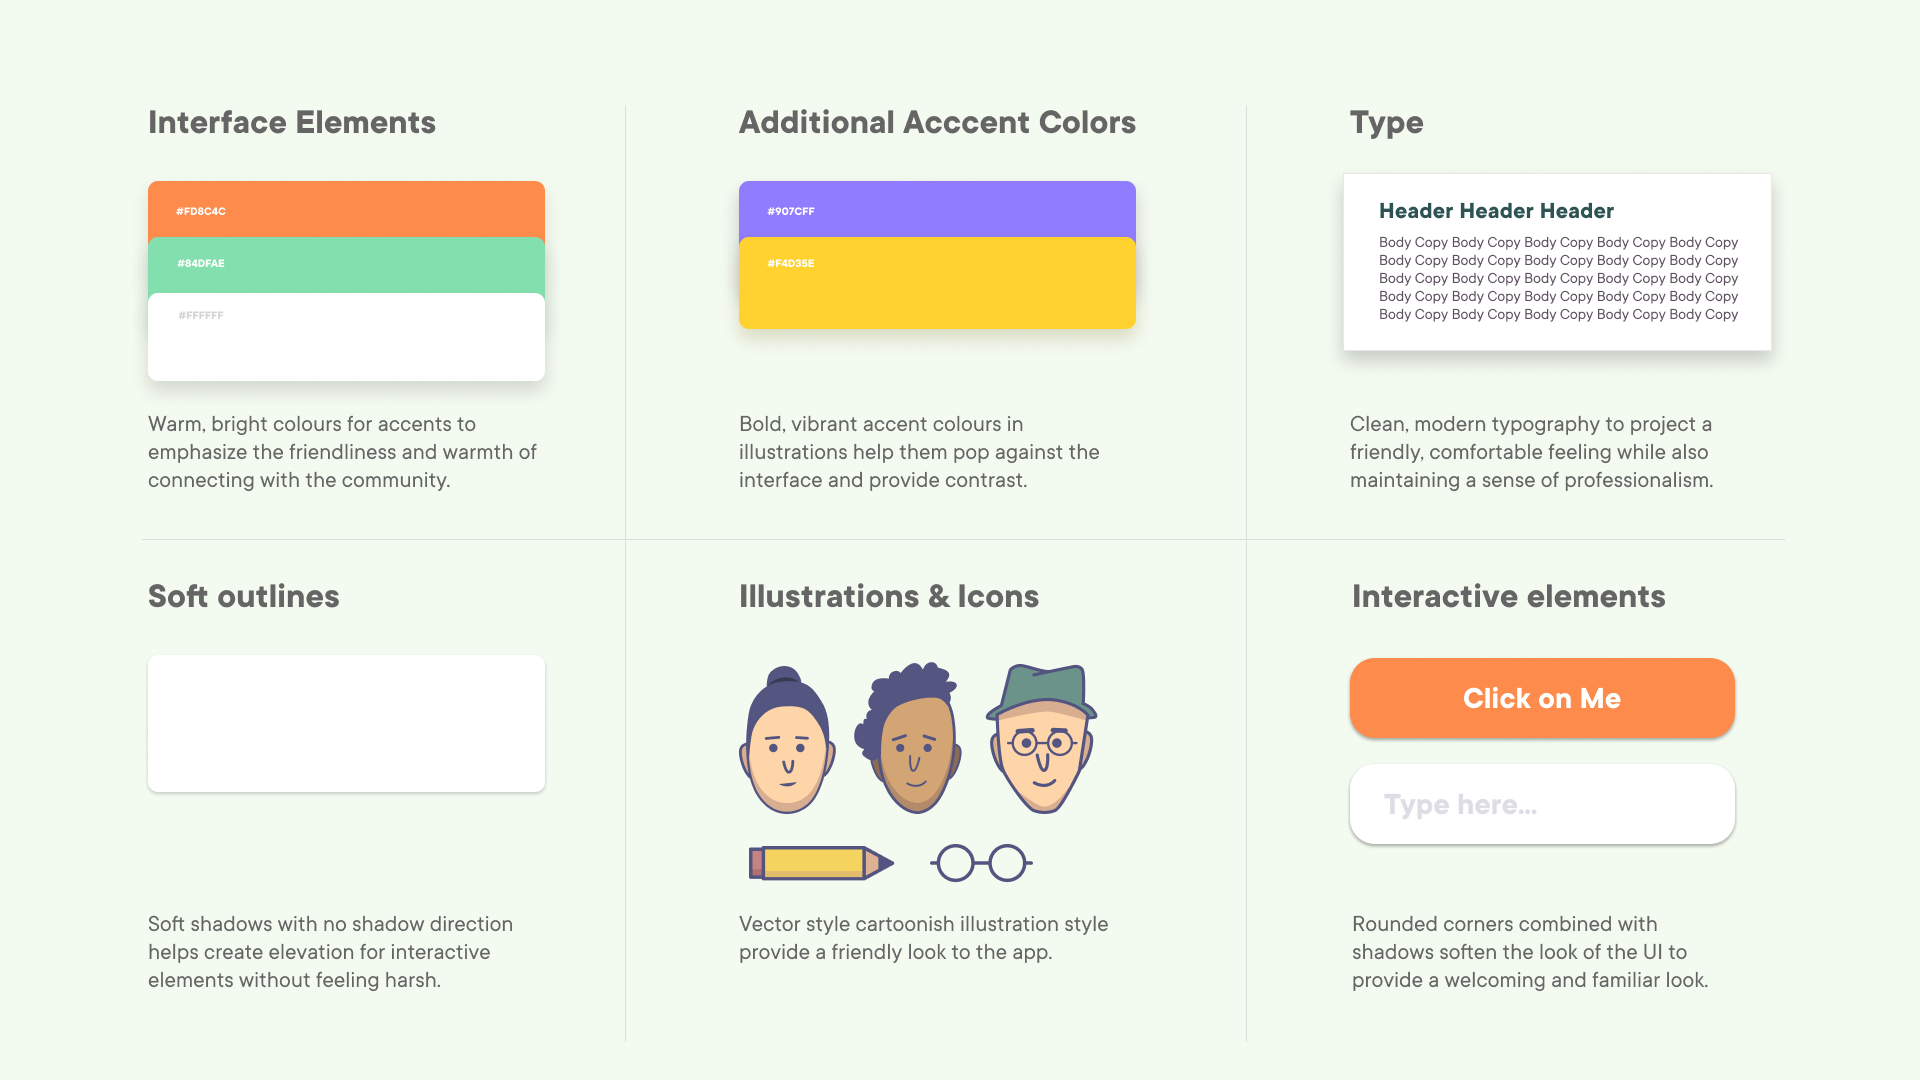 Interface Elements
#FD8C4C
#84DFAE
#FFFFFF
Warm, bright colours for accents to
emphasize the friendliness and warmth of
connecting with the community.
Additional Acccent Colors
#907CFF
#F4D35E
Bold, vibrant accent colours in
illustrations help them pop against the
interface and provide contrast.
Type
Header Header Header
Body Copy Body Copy Body Copy Body Copy Body Copy
Body Copy Body Copy Body Copy Body Copy Body Copy
Body Copy Body Copy Body Copy Body Copy Body Copy
Body Copy Body Copy Body Copy Body Copy Body Copy
Body Copy Body Copy Body Copy Body Copy Body Copy
Clean, modern typography to project a
friendly, comfortable feeling while also
maintaining a sense of professionalism.
Soft outlines
Soft shadows with no shadow direction
helps create elevation for interactive
elements without feeling harsh.
Illustrations & Icons
Vector style cartoonish illustration style
provide a friendly look to the app.
Interactive elements
Click on Me
Type here...
Rounded corners combined with
shadows soften the look of the UI to
provide a welcoming and familiar look.